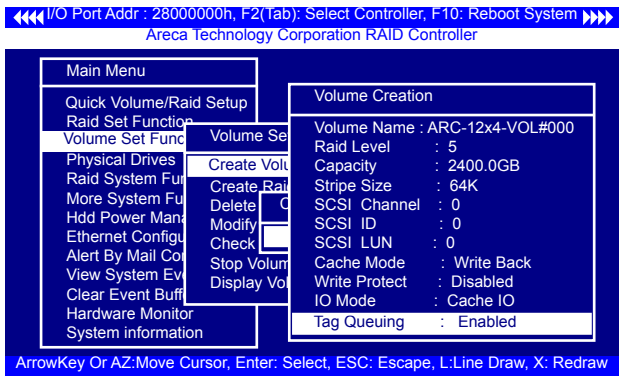 I/O Port Addr : 28000000h, F2(Tab): Select Controller, F10: Reboot System
Areca Technology Corporation RAID Controller
Main Menu
Quick Volume/Raid Setup
Raid Set Function
Volume Set Func
Physical Drives
Raid System Fun
More System Fu
Hdd Power Mana
Ethernet Configu
Alert By Mail Co
View System Eve
Clear Event Buff
Hardware Monitor
System information
Volume Se
Create Volu
Create Rai
Delete
Modify
Check
Stop Volum
Display Vol
C
Volume Creation
Volume Name : ARC-12x4-VOL#000
Raid Level : 5
Capacity : 2400.0GB
Stripe Size : 64K
SCSI Channel : 0
SCSI ID : 0
SCSI LUN : 0
Cache Mode : Write Back
Write Protect : Disabled
IO Mode : Cache IO
Tag Queuing : Enabled
ArrowKey Or AZ:Move Cursor, Enter: Select, ESC: Escape, L:Line Draw, X: Redraw